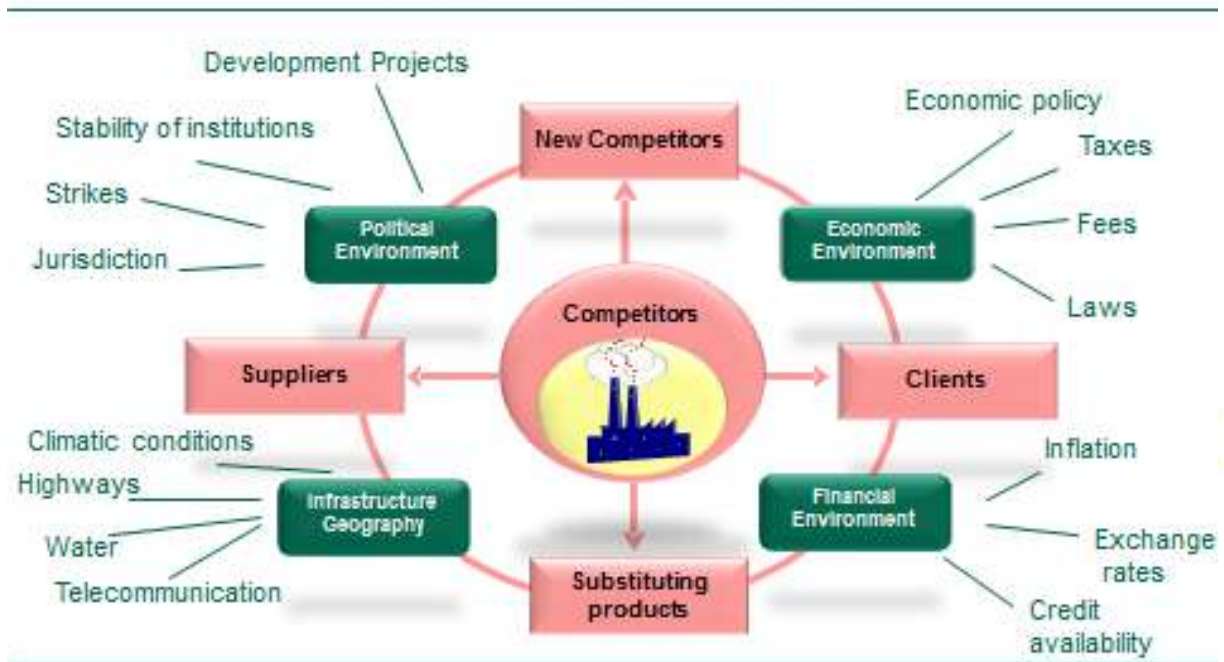 Development Projects
Stability of institutions
Strikes
Jurisdiction
Political
Environment
New Competitors
Economic policy
Taxes
Fees
Laws
Economic
Environment
Competitors
Suppliers
Clients
Climatic conditions
Highways
Water
Telecommunication
Infrastructure
Geography
Substituting
products
Financial
Environment
Inflation
Exchange
rates
Credit
availability